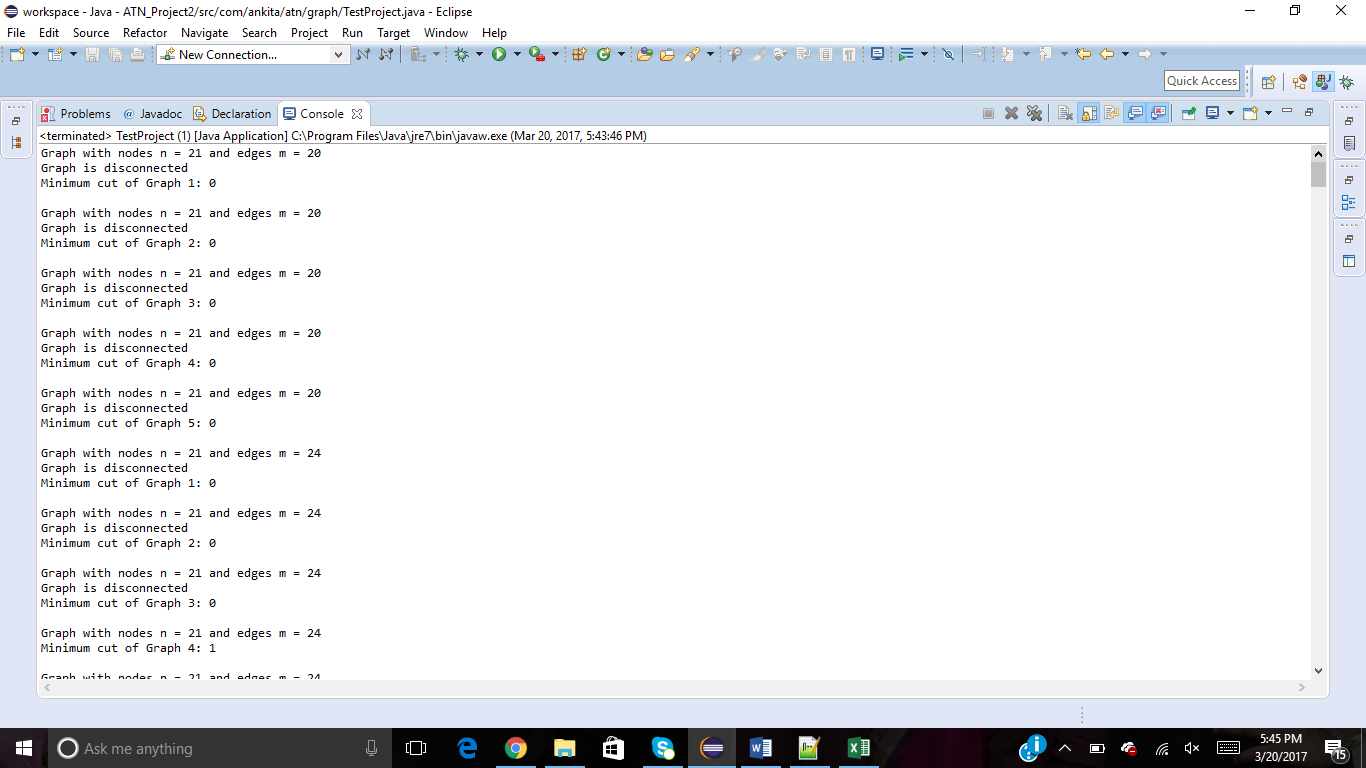 workspace - Java - ATN_Project2/src/com/ankita/atn/graph/TestProject.java - Eclipse
File Edit Source Refactor Navigate Search Project Run Target Window Help
New Connection...
Quick Access
Problems @ Javadoc Declaration Console
<terminated> TestProject (1) [Java Application] C:\Program Files\Java\jre7\bin\javaw.exe (Mar 20, 2017, 5:43:46 PM)
Graph with nodes n = 21 and edges m = 20
Graph is disconnected
Minimum cut of Graph 1: 0
Graph with nodes n = 21 and edges m = 20
Graph is disconnected
Minimum cut of Graph 2: 0
Graph with nodes n = 21 and edges m = 20
Graph is disconnected
Minimum cut of Graph 3: 0
Graph with nodes n = 21 and edges m = 20
Graph is disconnected
Minimum cut of Graph 4: 0
Graph with nodes n = 21 and edges m = 20
Graph is disconnected
Minimum cut of Graph 5: 0
Graph with nodes n = 21 and edges m = 24
Graph is disconnected
Minimum cut of Graph 1: 0
Graph with nodes n = 21 and edges m = 24
Graph is disconnected
Minimum cut of Graph 2: 0
Graph with nodes n = 21 and edges m = 24
Graph is disconnected
Minimum cut of Graph 3: 0
Graph with nodes n = 21 and edges m = 24
Minimum cut of Graph 4: 1
Graph with nodes n = 21 and edges m = 24
Ask me anything
5:45 PM
3/20/2017
15